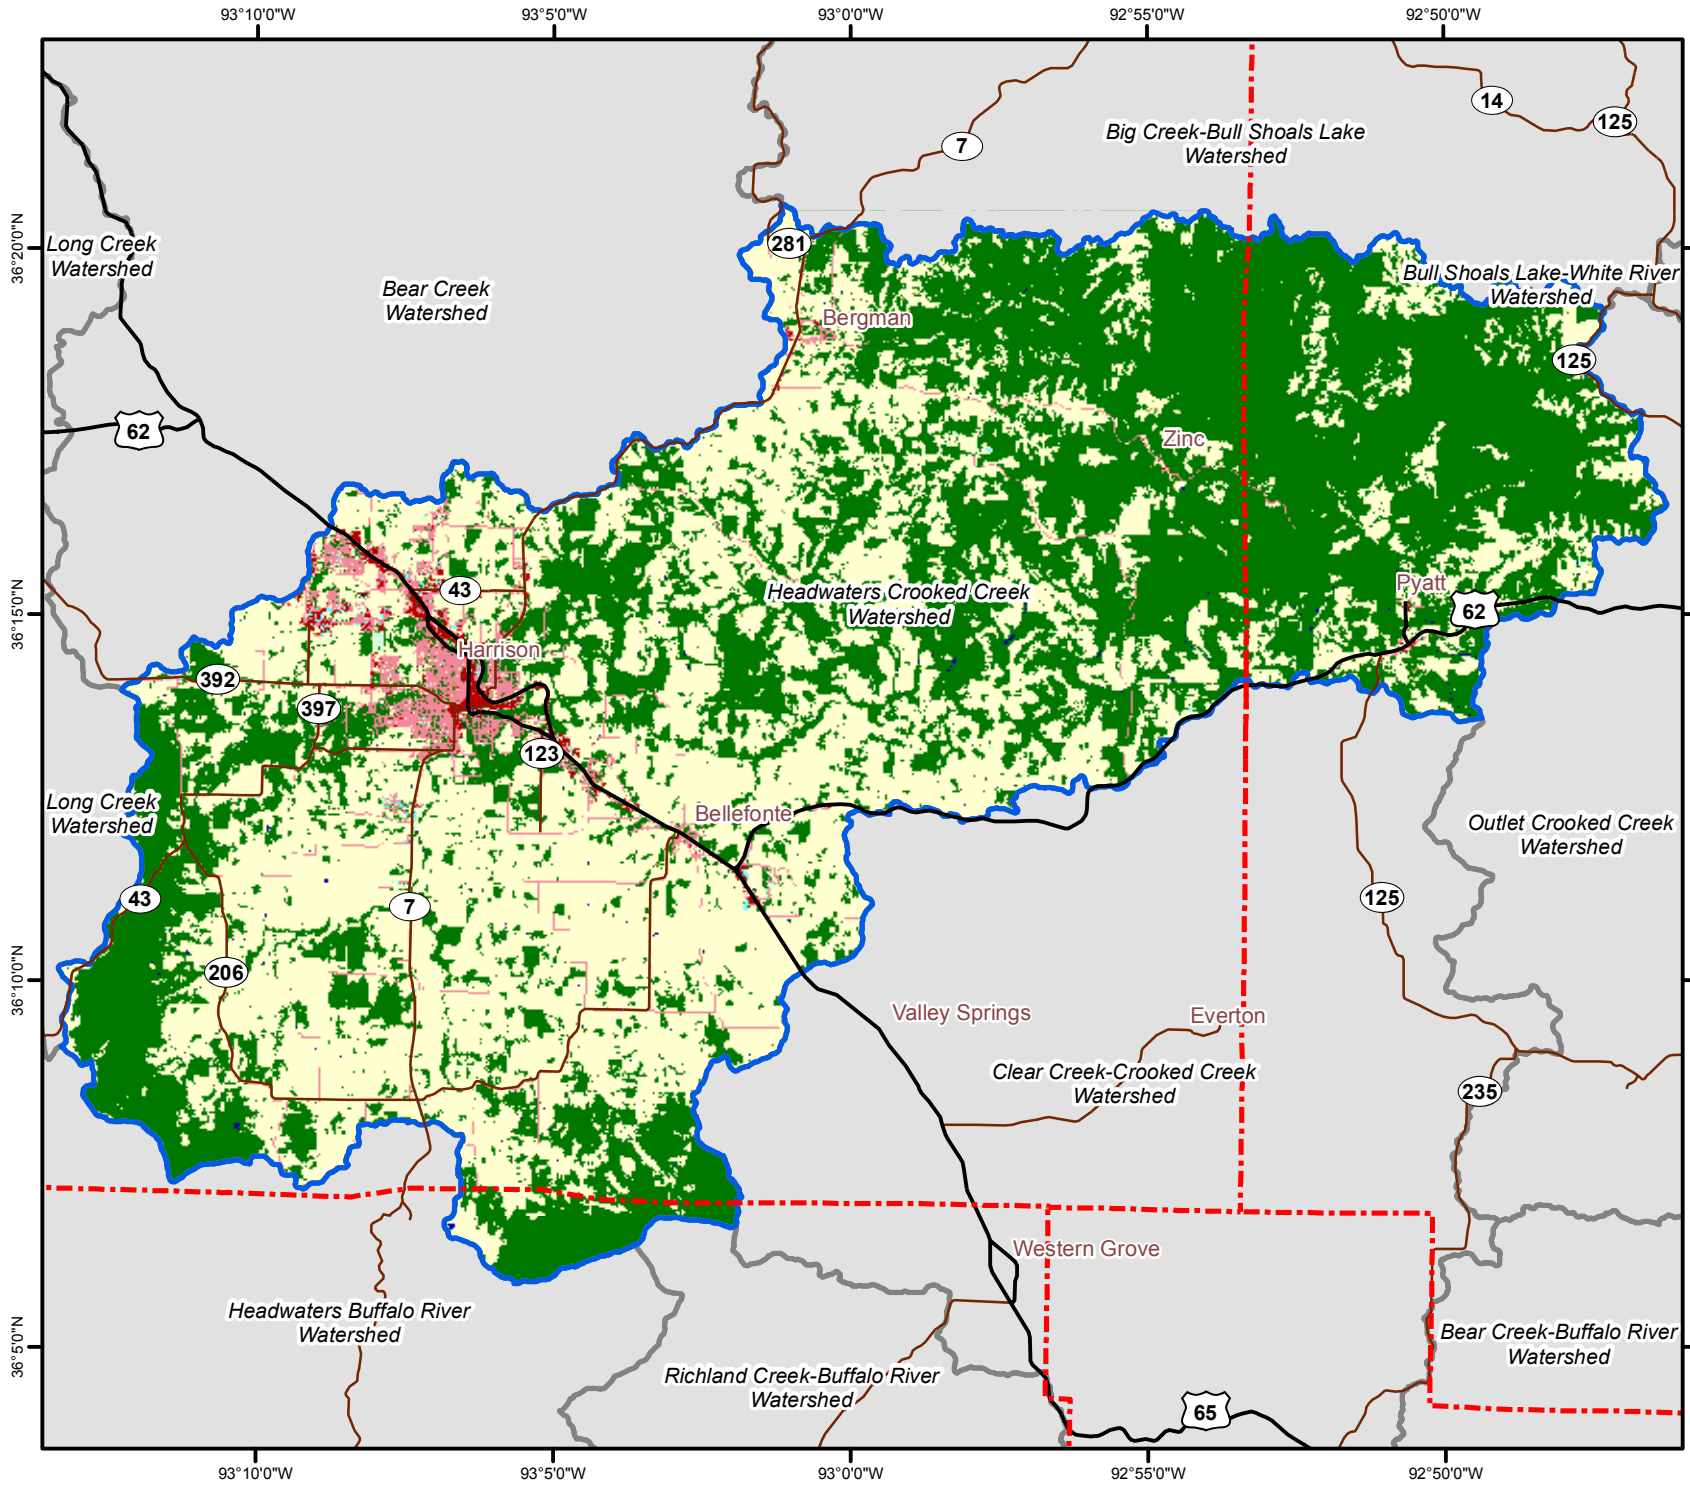 93°10'0"W
93°5'0"W
93°0'0"W
92°55'0"W
92°50'0"W
14
125
7
Big Creek-Bull Shoals Lake
Watershed
36°20'0"N
Long Creek
Watershed
281
Bear Creek
Watershed
Bull Shoals Lake-White River
Watershed
Bergman
125
62
Zinc
43
Headwaters Crooked Creek
Watershed
Pyatt
62
36°15'0"N
Harrison
392
397
123
Long Creek
Watershed
Bellefonte
Outlet Crooked Creek
Watershed
43
7
125
206
36°10'0"N
Valley Springs
Everton
Clear Creek-Crooked Creek
Watershed
235
Western Grove
Headwaters Buffalo River
Watershed
36°5'0"N
Bear Creek-Buffalo River
Watershed
Richland Creek-Buffalo River
Watershed
65
93°10'0"W
93°5'0"W
93°0'0"W
92°55'0"W
92°50'0"W